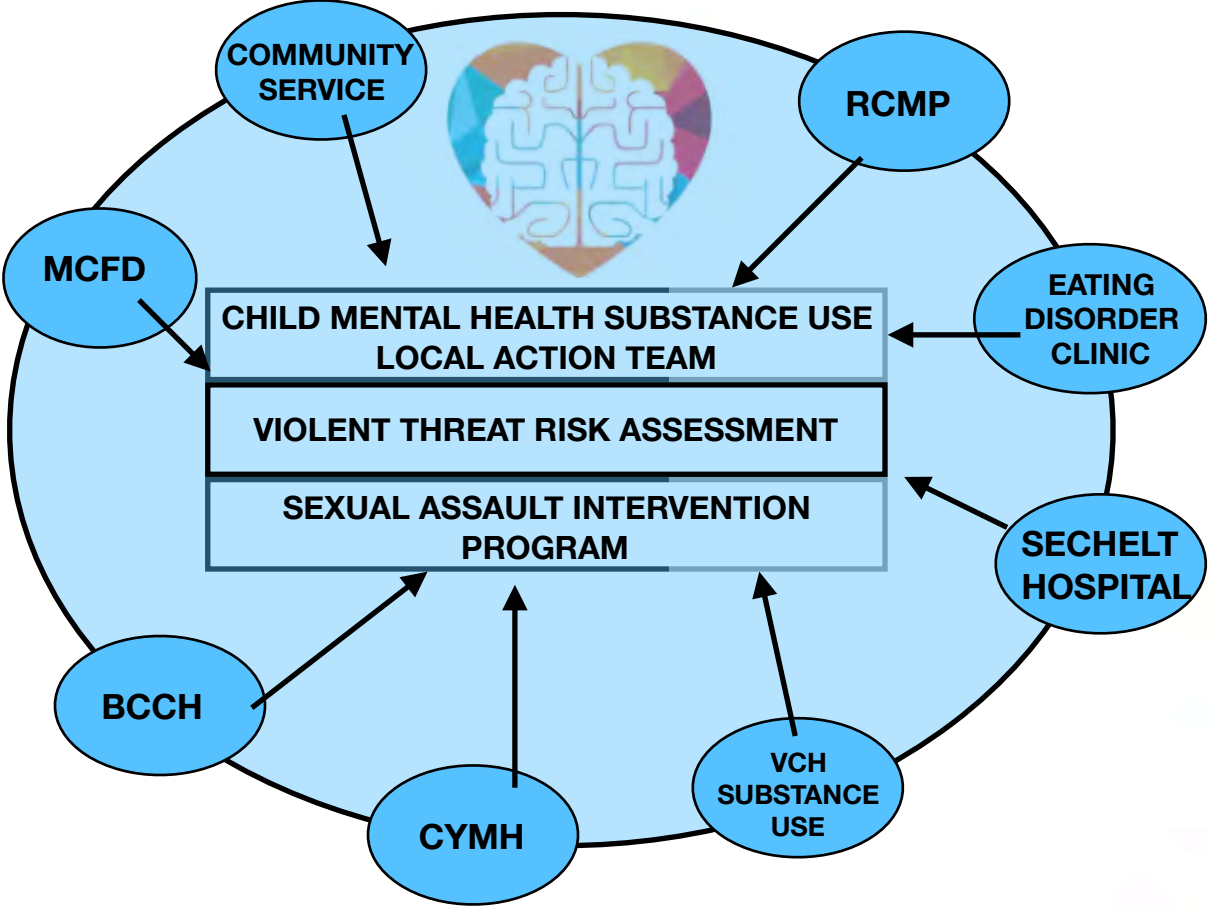 COMMUNITY
SERVICE
RCMP
MCFD
EATING
DISORDER
CLINIC
CHILD MENTAL HEALTH SUBSTANCE USE
LOCAL ACTION TEAM
VIOLENT THREAT RISK ASSESSMENT
SEXUAL ASSAULT INTERVENTION
PROGRAM
SECHELT
HOSPITAL
BCCH
CYMH
VCH
SUBSTANCE
USE